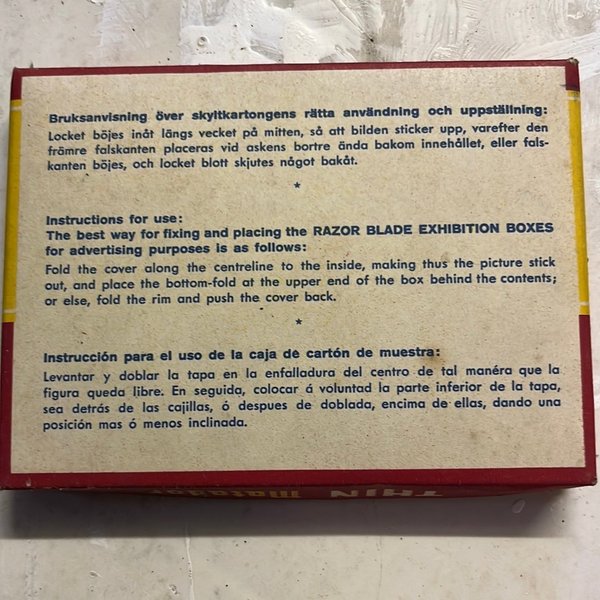 Bruksanvisning över skyltkartongens rätta användning och uppställning:
Locket böjes inåt längs vecket på mitten, så att bilden sticker upp, varefter den
främre falskanten placeras vid askens bortre ända bakom innehållet, eller fals-
kanten böjes, och locket blott skjutes något bakåt.
*
Instructions for use:
The best way for fixing and placing the RAZOR BLADE EXHIBITION BOXES
for advertising purposes is as follows:
Fold the cover along the centreline to the inside, making thus the picture stick
out, and place the bottom-fold at the upper end of the box behind the contents;
or else, fold the rim and push the cover back.
*
Instrucción para el uso de la caja de cartón de muestra:
Levantar y doblar la tapa en la enfalladura del centro de tal manéra que la
figura queda libre. En seguida, colocar á voluntad la parte inferior de la tapa,
sea detrás de las cajillas, ó despues de doblada, encima de ellas, dando una
posición mas ó menos inclinada.
THIN Matador